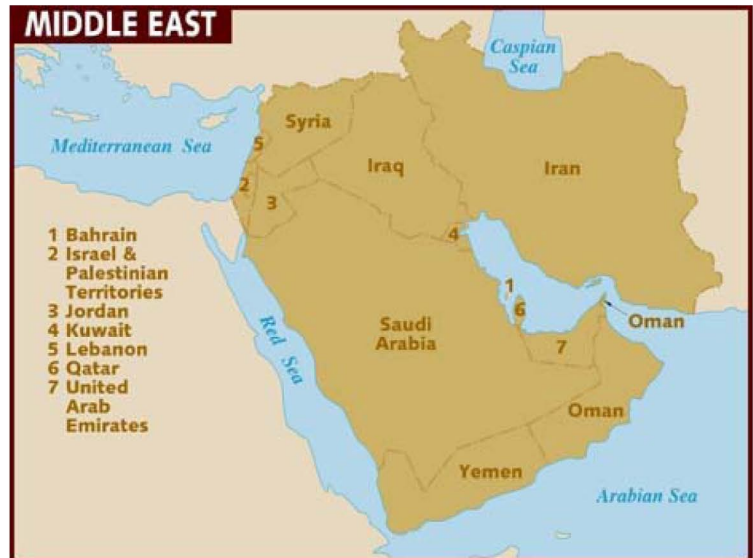 MIDDLE EAST
Caspian
Sea
Syria
Mediterranean Sea
5
Iraq
Iran
2
3
1 Bahrain
2 Israel &
Palestinian
Territories
3 Jordan
4 Kuwait
5 Lebanon
6 Qatar
7 United
Arab
Emirates
4
1
6
Oman
Red Sea
Saudi
Arabia
7
Oman
Yemen
Arabian Sea